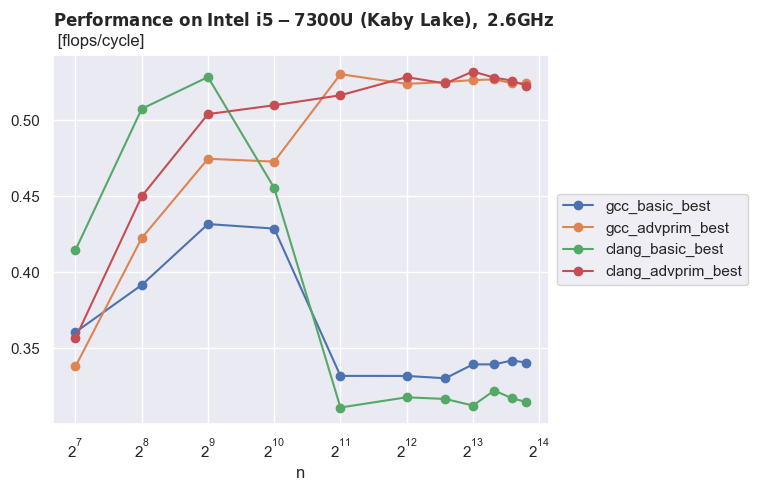 Performance on Intel i5 − 7300U (Kaby Lake), 2.6GHz
[flops/cycle]
0.50
0.45
0.40
0.35
2^7 2^8 2^9 2^10 2^11 2^12 2^13 2^14
n
gcc_basic_best
gcc_advprim_best
clang_basic_best
clang_advprim_best